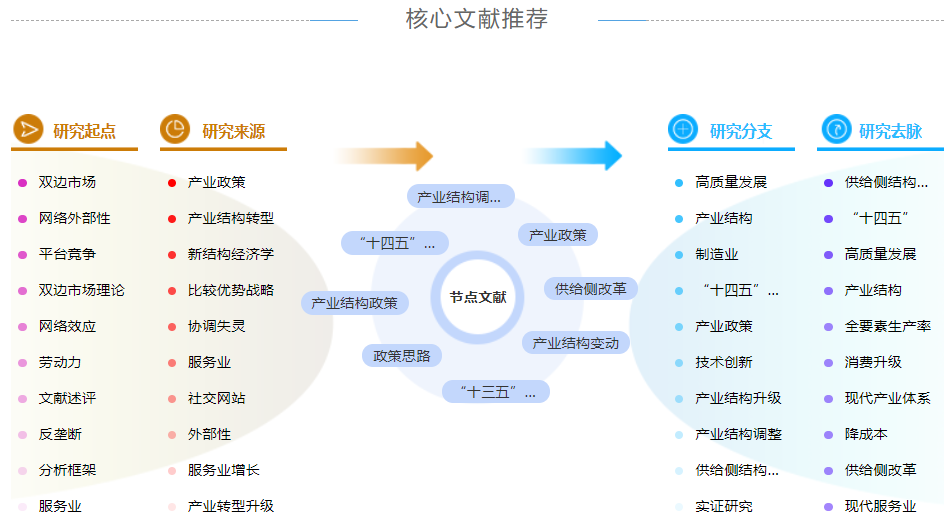 核心文献推荐
研究起点
双边市场
网络外部性
平台竞争
双边市场理论
网络效应
劳动力
文献述评
反垄断
分析框架
服务业
研究来源
产业政策
产业结构转型
新结构经济学
比较优势战略
协调失灵
服务业
社交网站
外部性
服务业增长
产业转型升级
产业结构调...
“十四五” ...
产业政策
产业结构政策
节点文献
供给侧改革
政策思路
产业结构变动
“十三五” ...
研究分支
高质量发展
产业结构
制造业
“十四五” ...
产业政策
技术创新
产业结构升级
产业结构调整
供给侧结构...
实证研究
研究去脉
供给侧结构...
“十四五”
高质量发展
产业结构
全要素生产率
消费升级
现代产业体系
降成本
供给侧改革
现代服务业